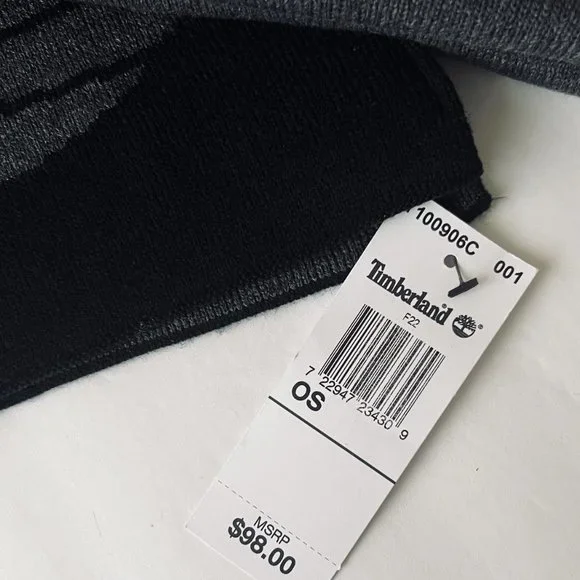 100906C 001
Timberland®
F22
7 22947 23430 9
OS
MSRP
$98.00